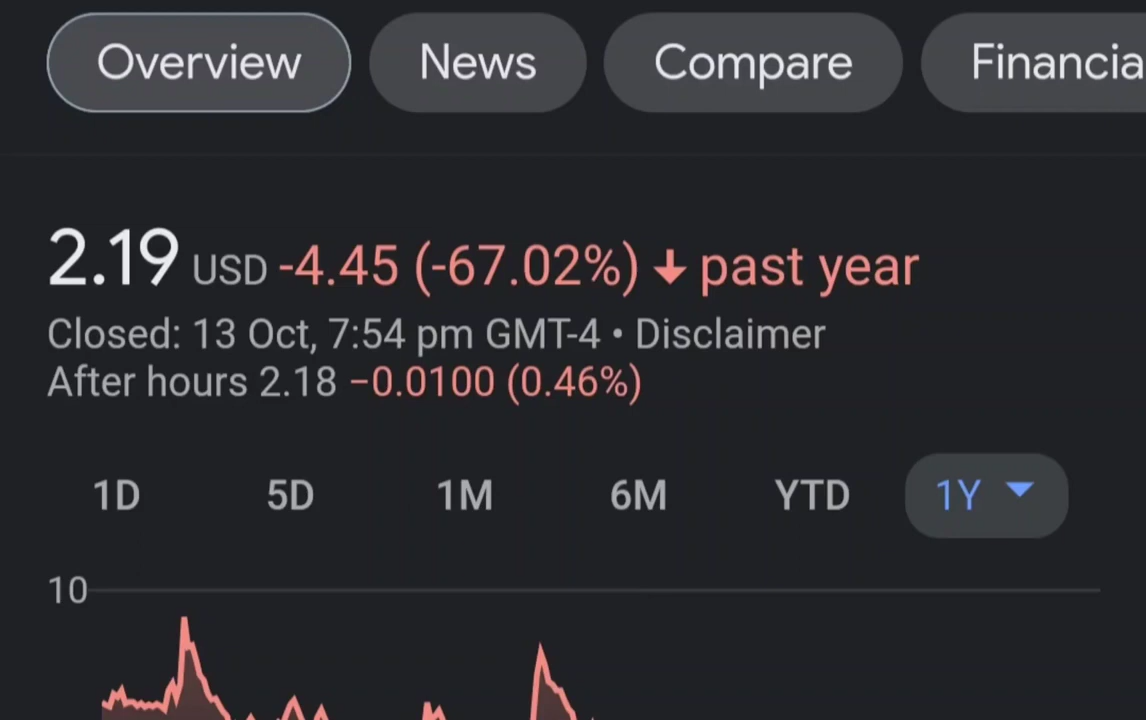 Overview News Compare Financia
2.19 USD -4.45 (-67.02%) ↓ past year
Closed: 13 Oct, 7:54 pm GMT-4 • Disclaimer
After hours 2.18 −0.0100 (0.46%)
1D 5D 1M 6M YTD 1Y
10